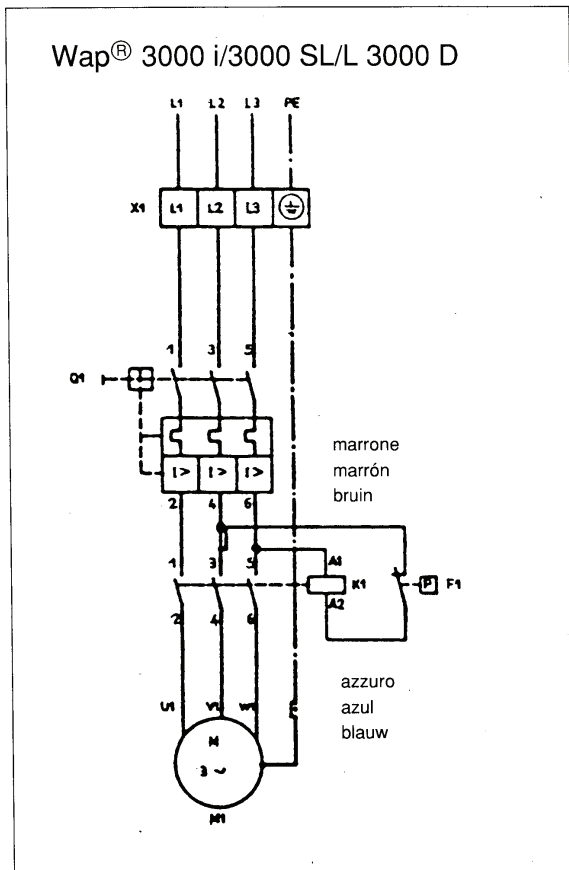 Wap® 3000 i/3000 SL/L 3000 D
L1 L2 L3 PE
X1 L1 L2 L3
1 3 5
Q1
I> I> I>
marrone
marrón
bruin
2 4 6
1 3 5
A1
K1 P F1
A2
2 4 6
azzuro
azul
blauw
U1 V1 W1
M
3 ~
M1